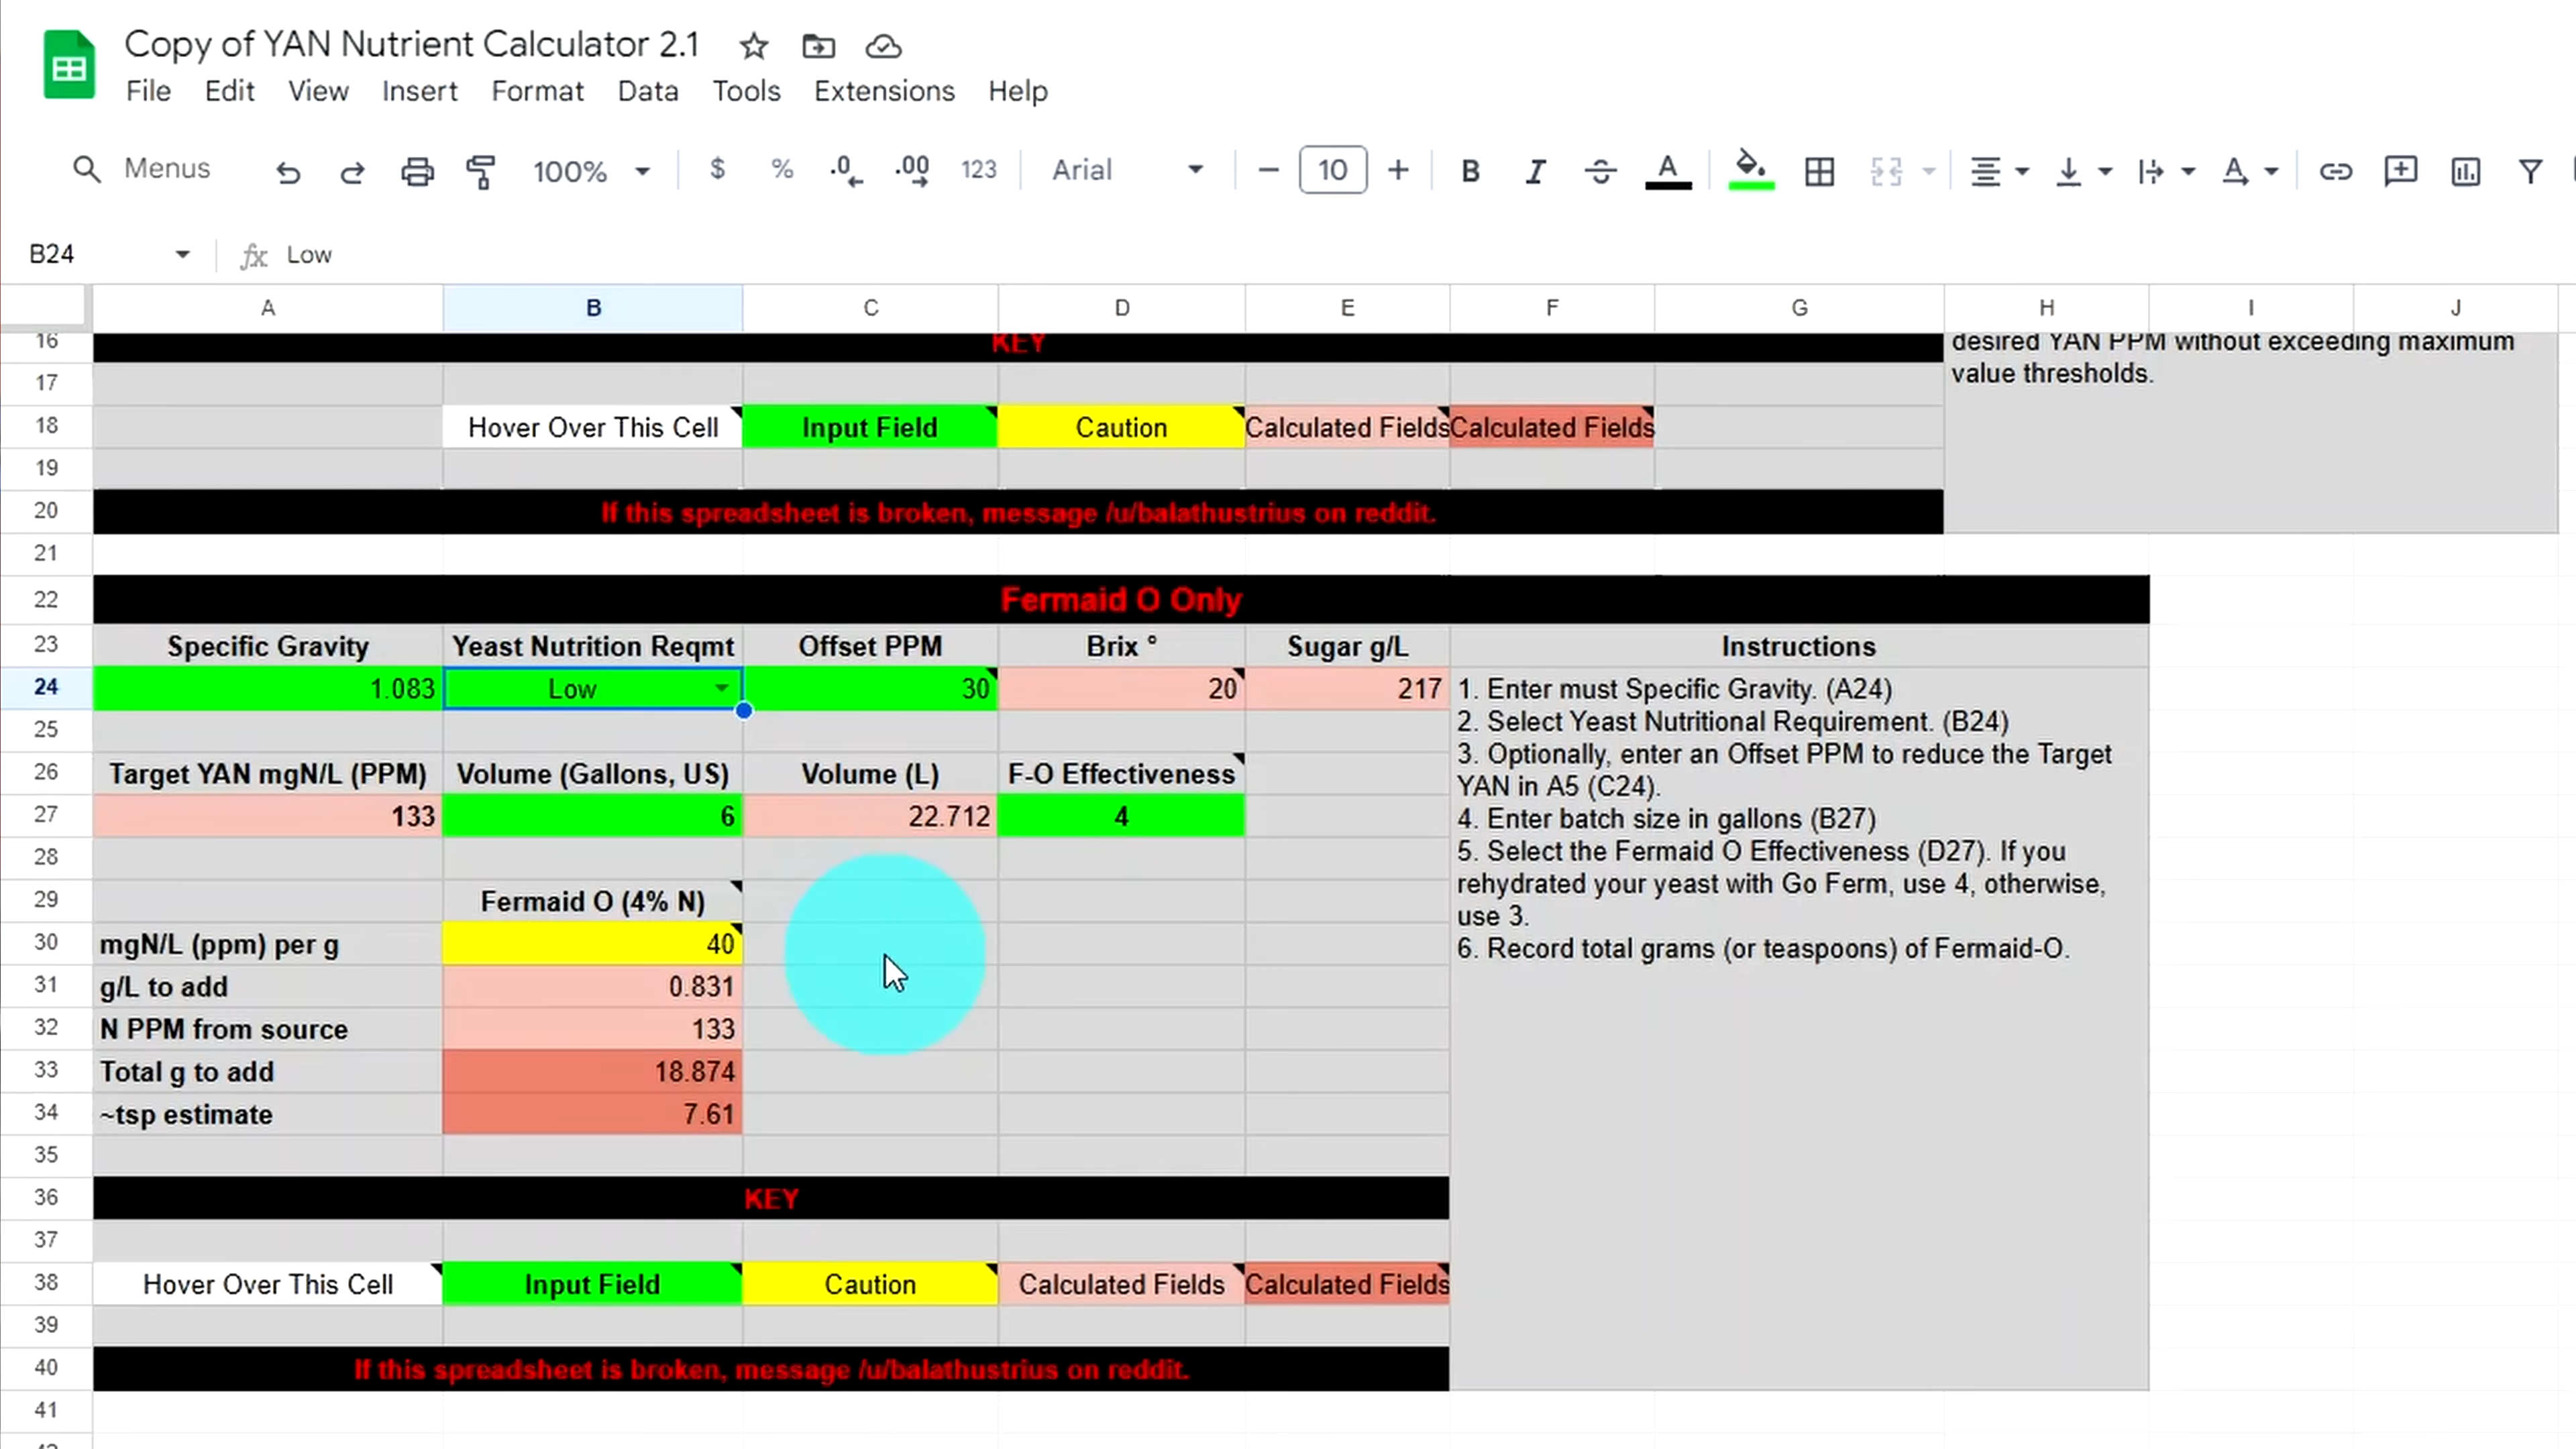 Copy of YAN Nutrient Calculator 2.1
File Edit View Insert Format Data Tools Extensions Help
Menus 100% $ % .0 .00 123 Arial 10 B I A A
B24 fx Low
A B C D E F G H I J
16 KEY desired YAN PPM without exceeding maximum
17 value thresholds.
18 Hover Over This Cell Input Field Caution Calculated Fields Calculated Fields
19
20 If this spreadsheet is broken, message /u/balathustrius on reddit.
21
22 Fermaid O Only
23 Specific Gravity Yeast Nutrition Reqmt Offset PPM Brix ° Sugar g/L Instructions
24 1.083 Low 30 20 217 1. Enter must Specific Gravity. (A24)
25 2. Select Yeast Nutritional Requirement. (B24)
26 Target YAN mgN/L (PPM) Volume (Gallons, US) Volume (L) F-O Effectiveness 3. Optionally, enter an Offset PPM to reduce the Target
YAN in A5 (C24).
27 133 6 22.712 4 4. Enter batch size in gallons (B27)
28 5. Select the Fermaid O Effectiveness (D27). If you
29 Fermaid O (4% N) rehydrated your yeast with Go Ferm, use 4, otherwise,
use 3.
30 mgN/L (ppm) per g 40 6. Record total grams (or teaspoons) of Fermaid-O.
31 g/L to add 0.831
32 N PPM from source 133
33 Total g to add 18.874
34 ~tsp estimate 7.61
35
36 KEY
37
38 Hover Over This Cell Input Field Caution Calculated Fields Calculated Fields
39
40 If this spreadsheet is broken, message /u/balathustrius on reddit.
41